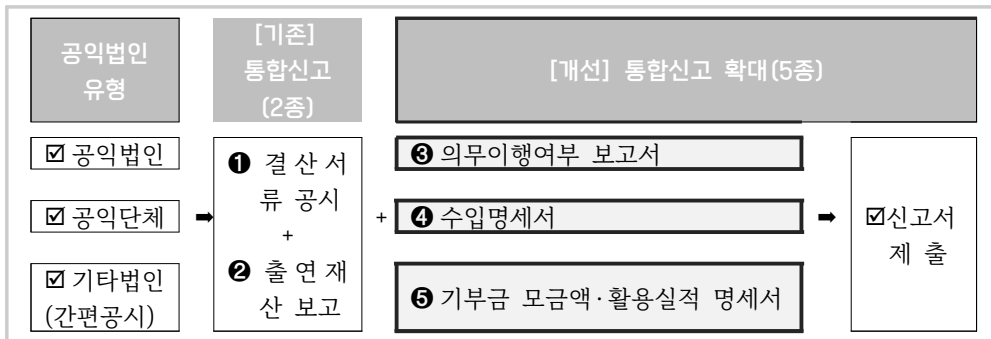 공익법인
유형
[기존]
통합신고
(2종)
[개선] 통합신고 확대(5종)
☑ 공익법인
☑ 공익단체
☑ 기타법인
(간편공시)
➡
❶ 결산서
류 공시
+
❷ 출연재
산 보고
+
❸ 의무이행여부 보고서
❹ 수입명세서
❺ 기부금 모금액·활용실적 명세서
➡
☑신고서
제 출